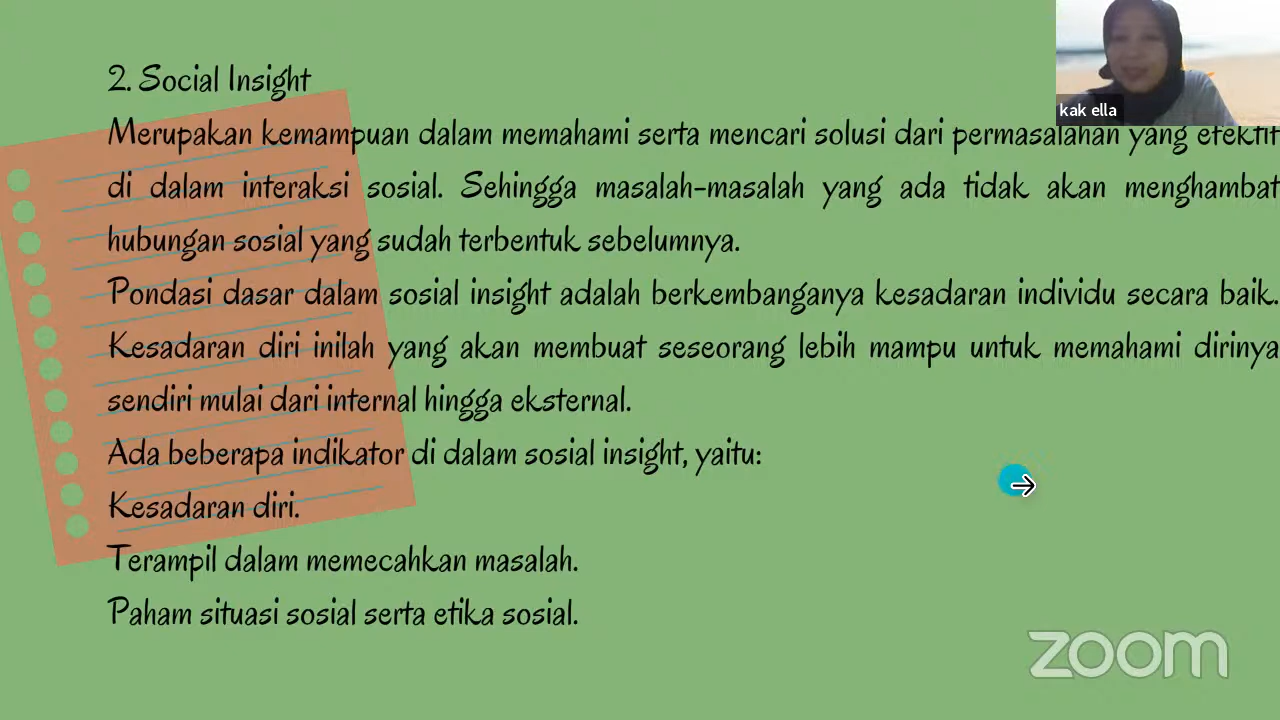 2. Social Insight
Merupakan kemampuan dalam memahami serta mencari solusi dari permasalahan yang efektif
di dalam interaksi sosial. Sehingga masalah-masalah yang ada tidak akan menghambat
hubungan sosial yang sudah terbentuk sebelumnya.
Pondasi dasar dalam sosial insight adalah berkembanganya kesadaran individu secara baik.
Kesadaran diri inilah yang akan membuat seseorang lebih mampu untuk memahami dirinya
sendiri mulai dari internal hingga eksternal.
Ada beberapa indikator di dalam sosial insight, yaitu:
Kesadaran diri.
Terampil dalam memecahkan masalah.
Paham situasi sosial serta etika sosial.
kak ella
zoom